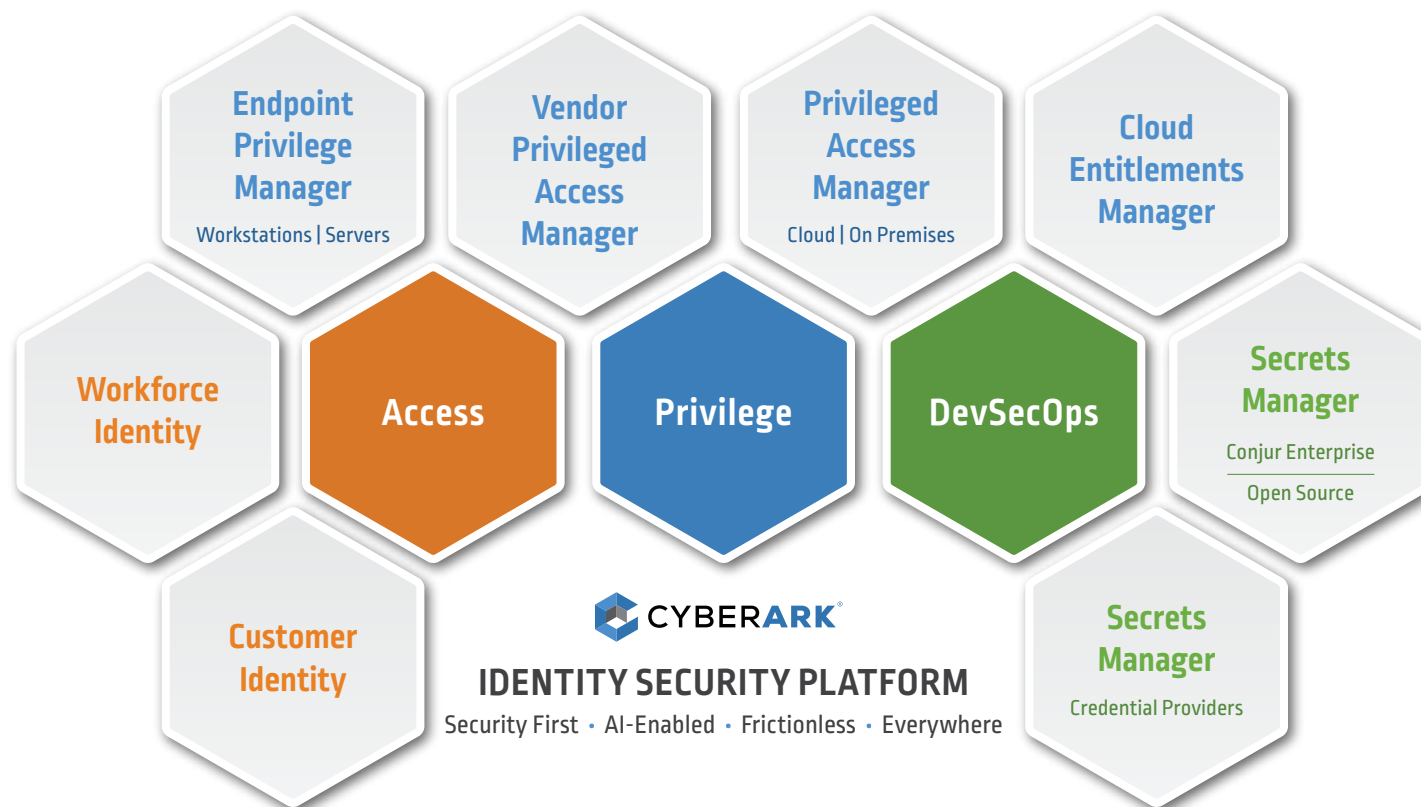 Endpoint
Privilege
Manager
Workstations | Servers
Vendor
Privileged
Access
Manager
Privileged
Access
Manager
Cloud | On Premises
Cloud
Entitlements
Manager
Workforce
Identity
Access
Privilege
DevSecOps
Secrets
Manager
Conjur Enterprise
Open Source
Customer
Identity
CYBERARK®
IDENTITY SECURITY PLATFORM
Security First • AI-Enabled • Frictionless • Everywhere
Secrets
Manager
Credential Providers